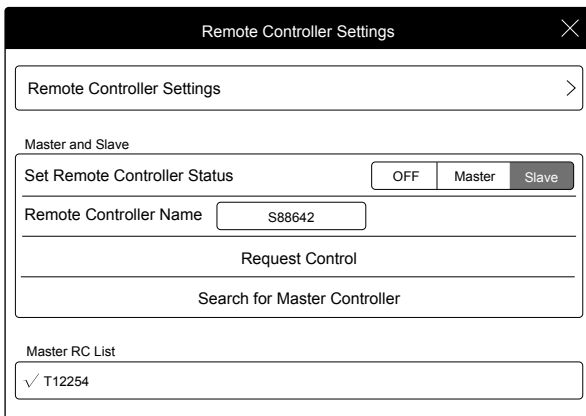 Remote Controller Settings
Remote Controller Settings
Master and Slave
Set Remote Controller Status OFF Master Slave
Remote Controller Name S88642
Request Control
Search for Master Controller
Master RC List
√ T12254